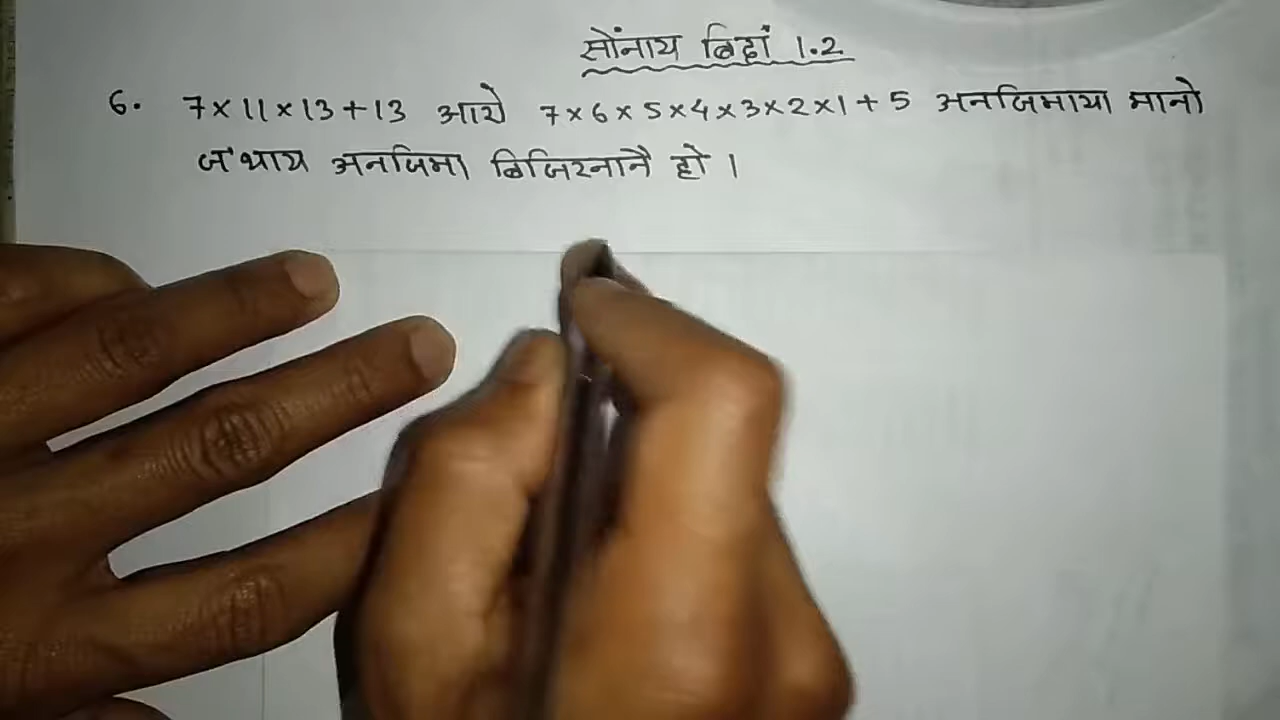 सोंनाय बिदां 1.2
6. 7×11×13+13 आरो 7×6×5×4×3×2×1+5 अनजिमाया मानो
ज'थाय अनजिमा बिजिरनानै हो।